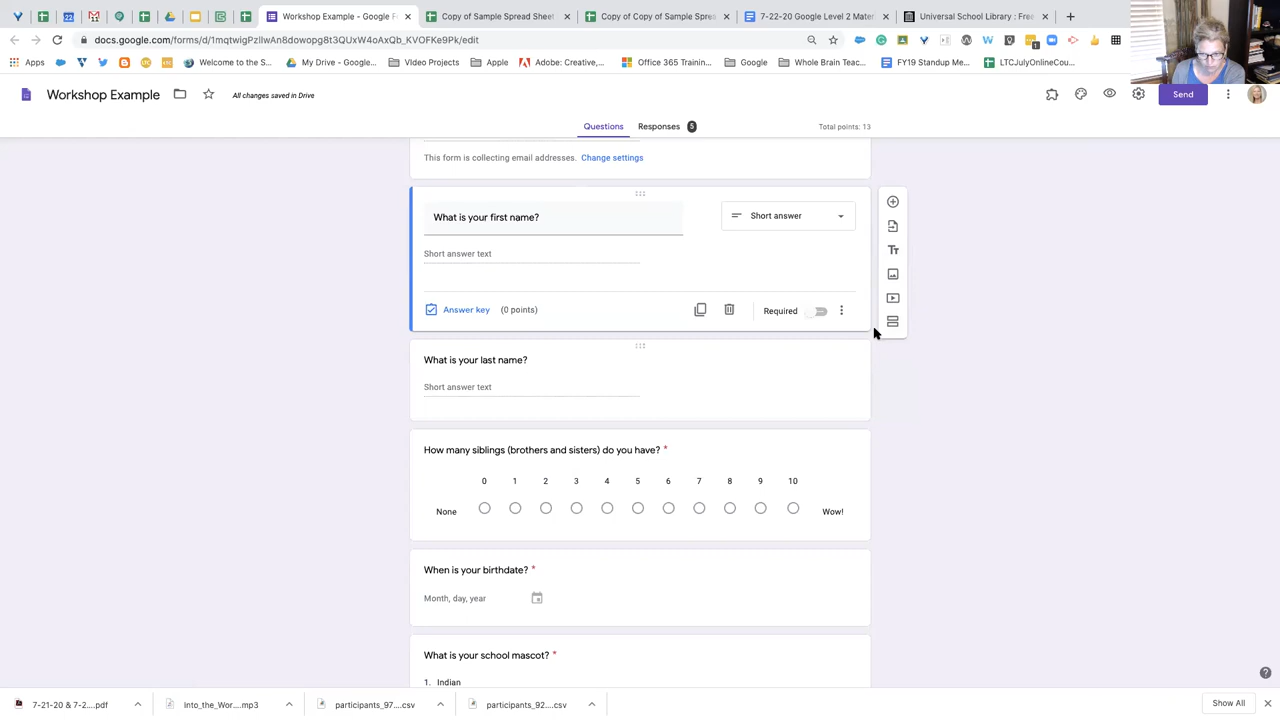 Workshop Example - Google F
Copy of Sample Spread Sheet
Copy of Copy of Sample Sprea
7-22-20 Google Level 2 Mater
Universal School Library : Fre
Apps
Welcome to the S...
My Drive - Google...
Video Projects
Apple
Adobe: Creative,...
Office 365 Trainin...
Google
Whole Brain Teac...
FY19 Standup Me...
LTCJulyOnlineCou...
Workshop Example
All changes saved in Drive
Send
Questions
Responses 5
Total points: 13
This form is collecting email addresses. Change settings
What is your first name?
Short answer
Short answer text
Answer key (0 points)
Required
What is your last name?
Short answer text
How many siblings (brothers and sisters) do you have? *
0 1 2 3 4 5 6 7 8 9 10
None
Wow!
When is your birthdate? *
Month, day, year
What is your school mascot? *
1. Indian
7-21-20 & 7-2....pdf
Into_the_Wor....mp3
participants_97....csv
participants_92....csv
Show All